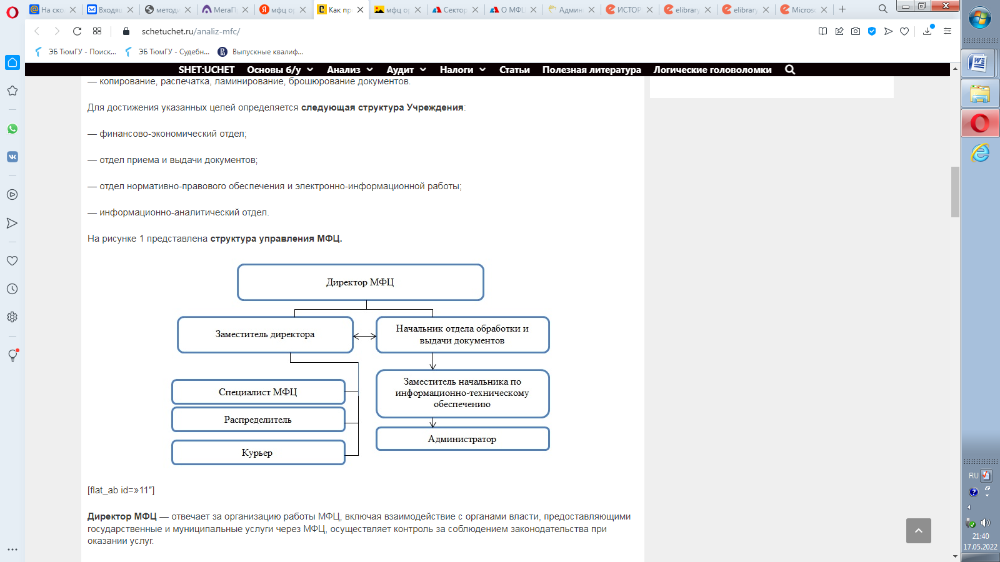 На ско
Входящ
методи
МегаП
мфц ор
Как пр
мфц ор
Сектор
О МФЦ
Админ
ИСТОР
elibrary
elibrary
Microso
schetuchet.ru/analiz-mfc/
ЭБ ТюмГУ - Поиск...
ЭБ ТюмГУ - Судебн...
Выпускные квалиф...
SHET:UCHET Основы б/у Анализ Аудит Налоги Статьи Полезная литература Логические головоломки
— копирование, распечатка, ламинирование, брошюрование документов.
Для достижения указанных целей определяется следующая структура Учреждения:
— финансово-экономический отдел;
— отдел приема и выдачи документов;
— отдел нормативно-правового обеспечения и электронно-информационной работы;
— информационно-аналитический отдел.
На рисунке 1 представлена структура управления МФЦ.
Директор МФЦ
Заместитель директора
Начальник отдела обработки и
выдачи документов
Специалист МФЦ
Распределитель
Курьер
Заместитель начальника по
информационно-техническому
обеспечению
Администратор
[flat_ab id=»11″]
Директор МФЦ — отвечает за организацию работы МФЦ, включая взаимодействие с органами власти, предоставляющими
государственные и муниципальные услуги через МФЦ, осуществляет контроль за соблюдением законодательства при
оказании услуг.
RU
21:40
17.05.2022